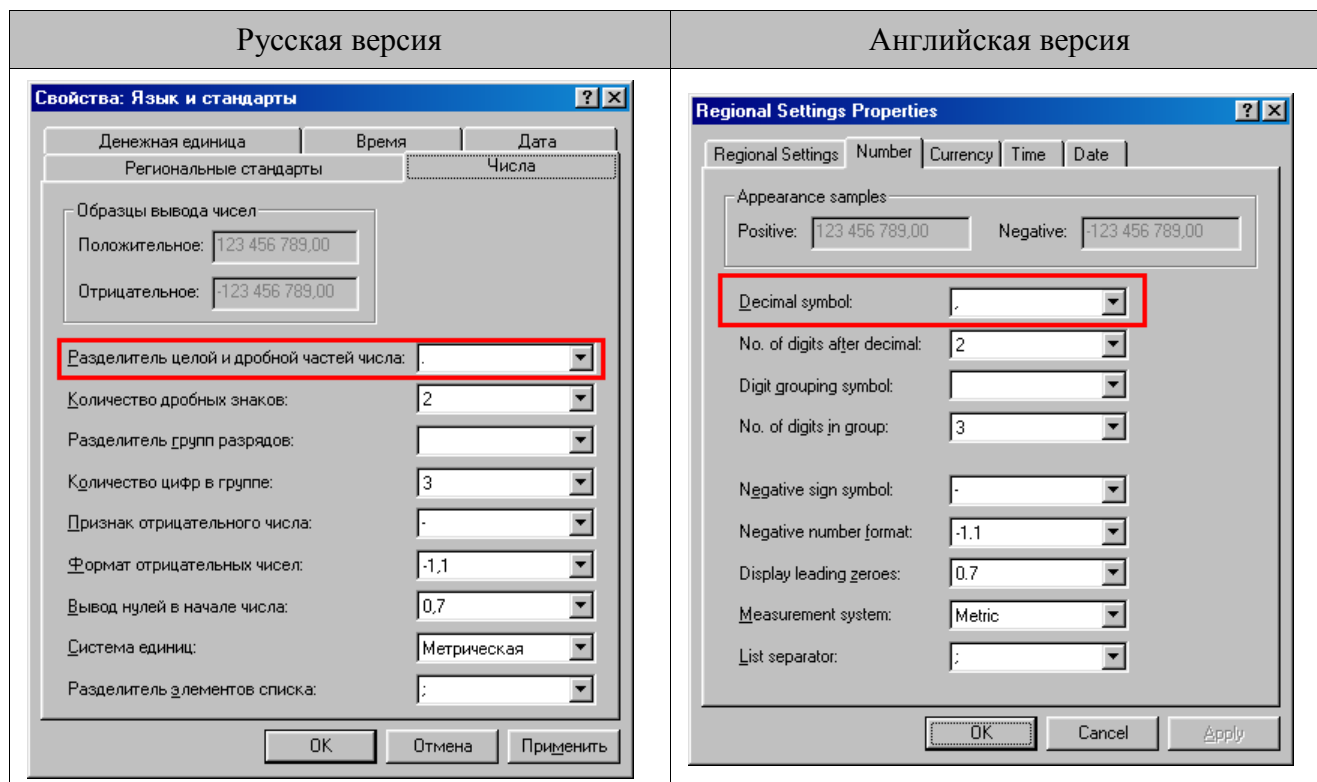 Русская версия
Английская версия
Свойства: Язык и стандарты
Денежная единица
Время
Дата
Региональные стандарты
Числа
Образцы вывода чисел
Положительное: 123 456 789,00
Отрицательное: -123 456 789,00
Разделитель целой и дробной частей числа: .
Количество дробных знаков: 2
Разделитель групп разрядов:
Количество цифр в группе: 3
Признак отрицательного числа: -
Формат отрицательных чисел: -1,1
Вывод нулей в начале числа: 0,7
Система единиц: Метрическая
Разделитель элементов списка: ;
OK Отмена Применить
Regional Settings Properties
Regional Settings Number Currency Time Date
Appearance samples
Positive: 123 456 789,00 Negative: -123 456 789,00
Decimal symbol: ,
No. of digits after decimal: 2
Digit grouping symbol:
No. of digits in group: 3
Negative sign symbol: -
Negative number format: -1.1
Display leading zeroes: 0.7
Measurement system: Metric
List separator: ;
OK Cancel Apply